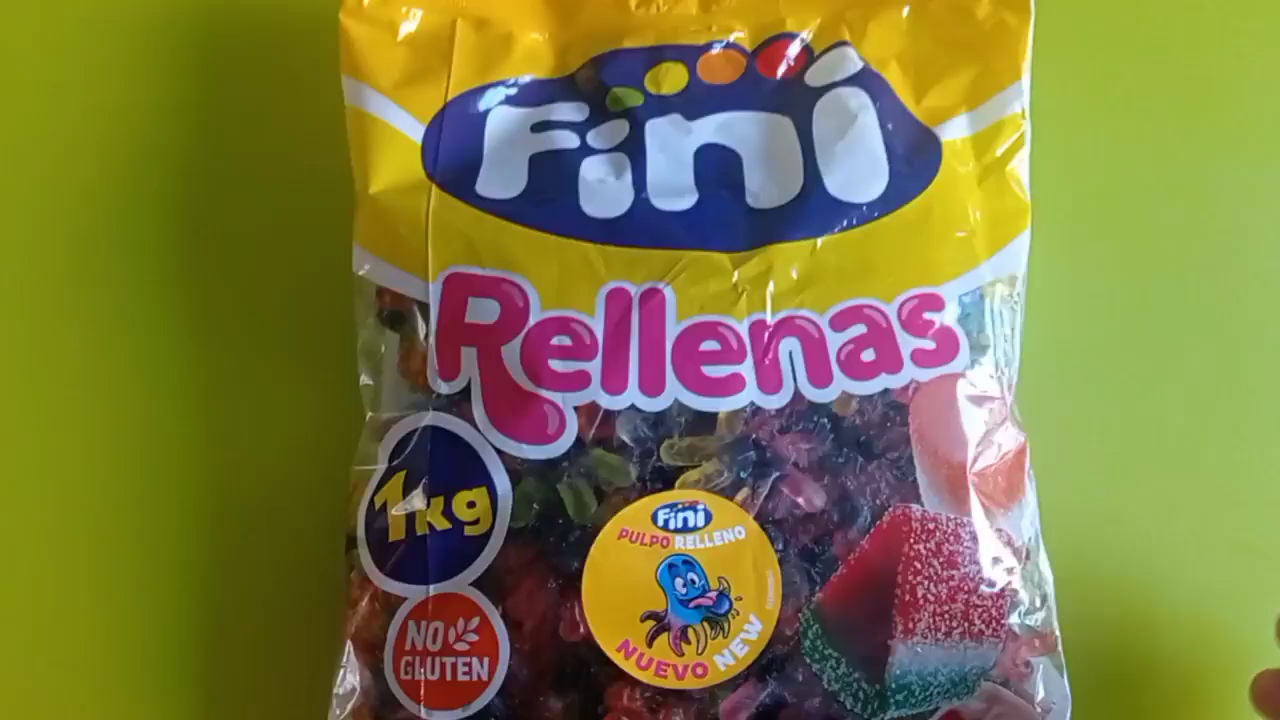 Fini
Rellenas
1kg
NO
GLUTEN
Fini
PULPO RELLENO
NUEVO NEW